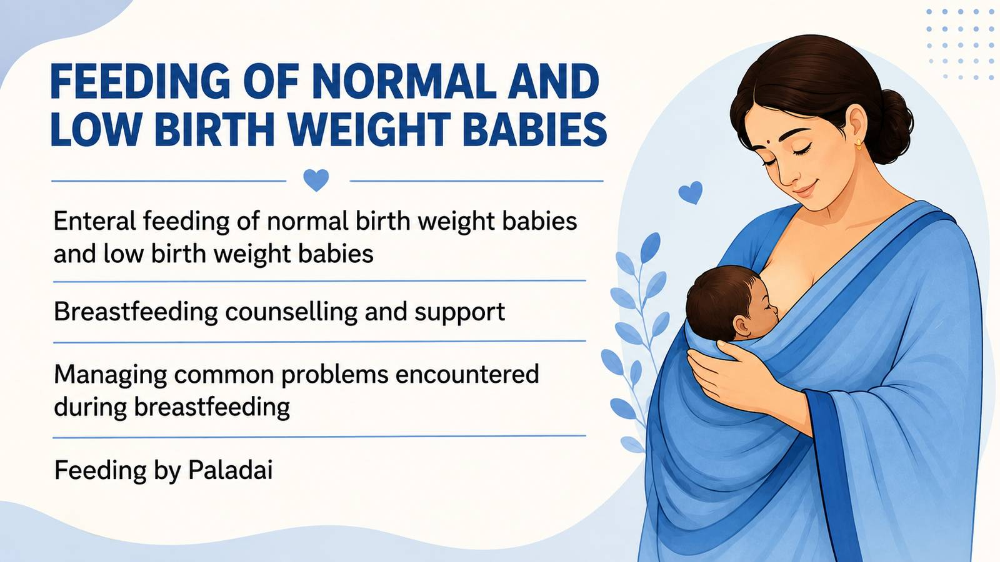 FEEDING OF NORMAL AND
LOW BIRTH WEIGHT BABIES
Enteral feeding of normal birth weight babies
and low birth weight babies
Breastfeeding counselling and support
Managing common problems encountered
during breastfeeding
Feeding by Paladai